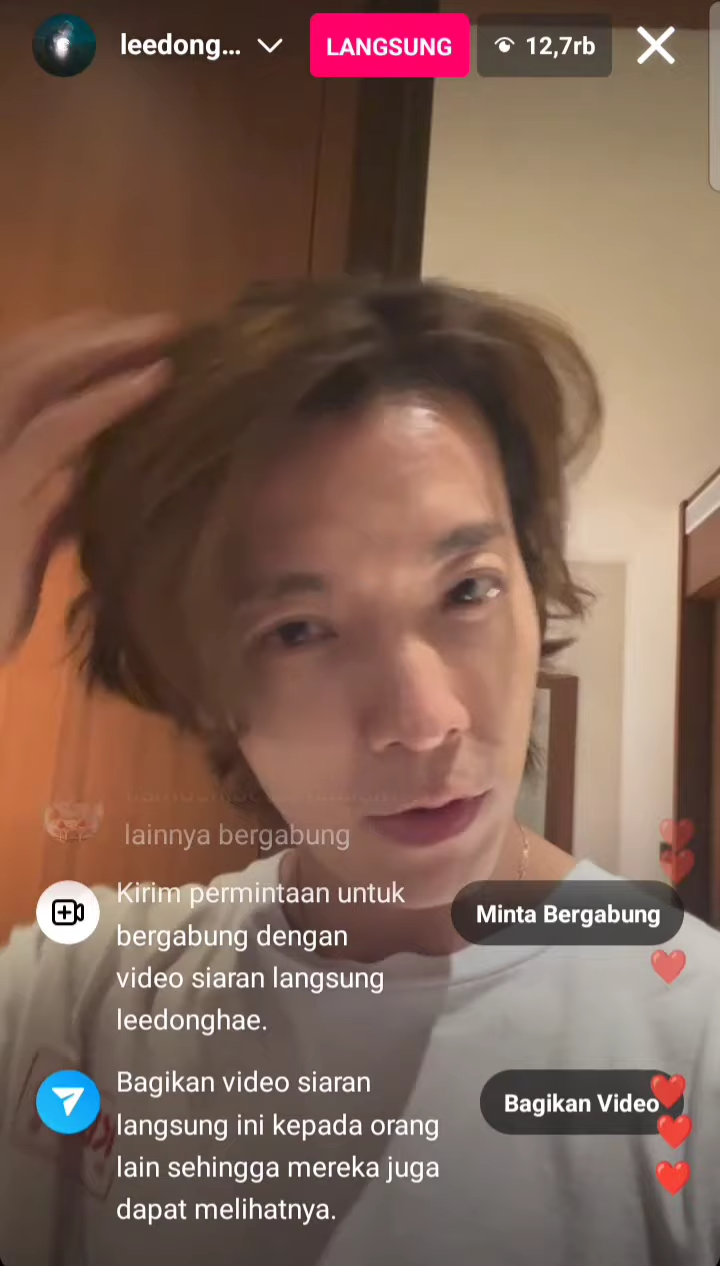 leedong...
LANGSUNG
12,7rb
lainnya bergabung
Kirim permintaan untuk
bergabung dengan
video siaran langsung
leedonghae.
Minta Bergabung
Bagikan video siaran
langsung ini kepada orang
lain sehingga mereka juga
dapat melihatnya.
Bagikan Video